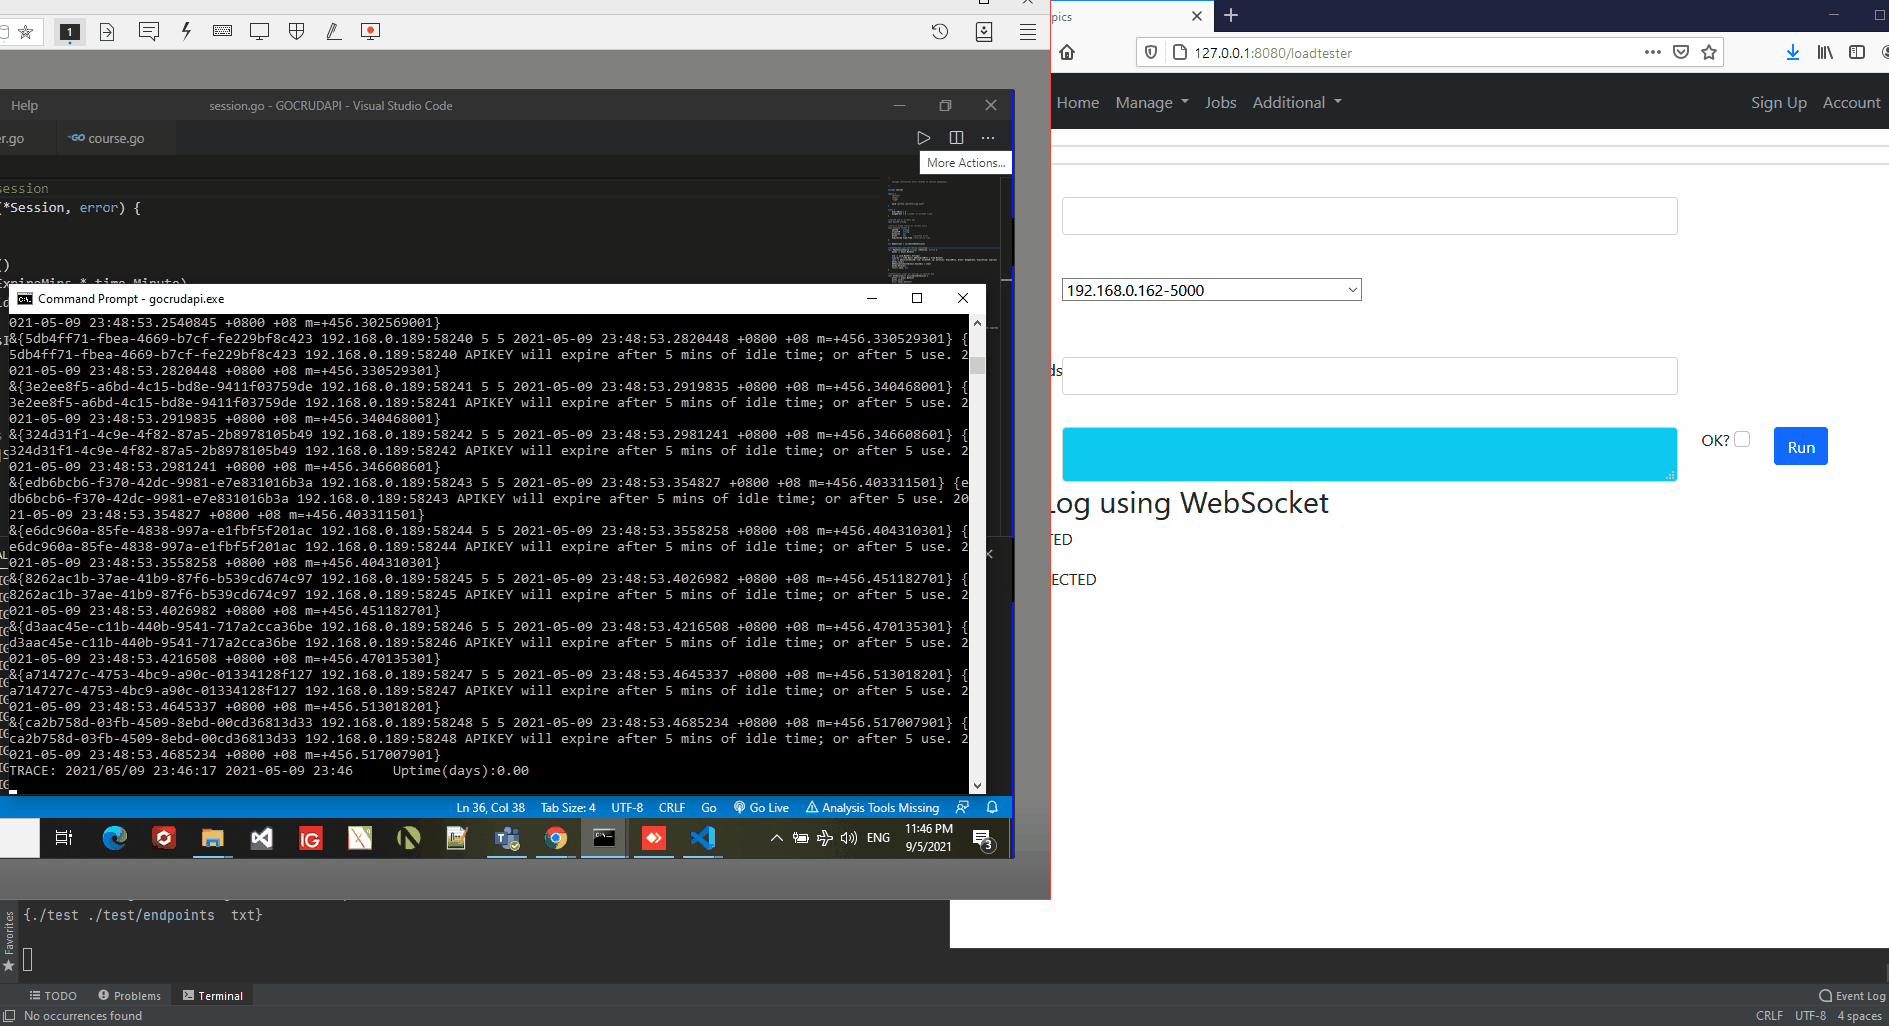 1
Help
session.go - GOCRUDAPI - Visual Studio Code
er.go
course.go
More Actions...
session
(*Session, error) {
()
ExpireMins * time.Minute)
Command Prompt - gocrudapi.exe
021-05-09 23:48:53.2540845 +0800 +08 m=+456.302569001}
&{5db4ff71-fbea-4669-b7cf-fe229bf8c423 192.168.0.189:58240 5 5 2021-05-09 23:48:53.2820448 +0800 +08 m=+456.330529301} {
5db4ff71-fbea-4669-b7cf-fe229bf8c423 192.168.0.189:58240 APIKEY will expire after 5 mins of idle time; or after 5 use. 2
021-05-09 23:48:53.2820448 +0800 +08 m=+456.330529301}
&{3e2ee8f5-a6bd-4c15-bd8e-9411f03759de 192.168.0.189:58241 5 5 2021-05-09 23:48:53.2919835 +0800 +08 m=+456.340468001} {
3e2ee8f5-a6bd-4c15-bd8e-9411f03759de 192.168.0.189:58241 APIKEY will expire after 5 mins of idle time; or after 5 use. 2
021-05-09 23:48:53.2919835 +0800 +08 m=+456.340468001}
&{324d31f1-4c9e-4f82-87a5-2b8978105b49 192.168.0.189:58242 5 5 2021-05-09 23:48:53.2981241 +0800 +08 m=+456.346608601} {
324d31f1-4c9e-4f82-87a5-2b8978105b49 192.168.0.189:58242 APIKEY will expire after 5 mins of idle time; or after 5 use. 2
021-05-09 23:48:53.2981241 +0800 +08 m=+456.346608601}
&{edb6bcb6-f370-42dc-9981-e7e831016b3a 192.168.0.189:58243 5 5 2021-05-09 23:48:53.354827 +0800 +08 m=+456.403311501} {e
db6bcb6-f370-42dc-9981-e7e831016b3a 192.168.0.189:58243 APIKEY will expire after 5 mins of idle time; or after 5 use. 20
21-05-09 23:48:53.354827 +0800 +08 m=+456.403311501}
&{e6dc960a-85fe-4838-997a-e1fbf5f201ac 192.168.0.189:58244 5 5 2021-05-09 23:48:53.3558258 +0800 +08 m=+456.404310301} {
e6dc960a-85fe-4838-997a-e1fbf5f201ac 192.168.0.189:58244 APIKEY will expire after 5 mins of idle time; or after 5 use. 2
021-05-09 23:48:53.3558258 +0800 +08 m=+456.404310301}
&{8262ac1b-37ae-41b9-87f6-b539cd674c97 192.168.0.189:58245 5 5 2021-05-09 23:48:53.4026982 +0800 +08 m=+456.451182701} {
8262ac1b-37ae-41b9-87f6-b539cd674c97 192.168.0.189:58245 APIKEY will expire after 5 mins of idle time; or after 5 use. 2
021-05-09 23:48:53.4026982 +0800 +08 m=+456.451182701}
&{d3aac45e-c11b-440b-9541-717a2cca36be 192.168.0.189:58246 5 5 2021-05-09 23:48:53.4216508 +0800 +08 m=+456.470135301} {
d3aac45e-c11b-440b-9541-717a2cca36be 192.168.0.189:58246 APIKEY will expire after 5 mins of idle time; or after 5 use. 2
021-05-09 23:48:53.4216508 +0800 +08 m=+456.470135301}
&{a714727c-4753-4bc9-a90c-01334128f127 192.168.0.189:58247 5 5 2021-05-09 23:48:53.4645337 +0800 +08 m=+456.513018201} {
a714727c-4753-4bc9-a90c-01334128f127 192.168.0.189:58247 APIKEY will expire after 5 mins of idle time; or after 5 use. 2
021-05-09 23:48:53.4645337 +0800 +08 m=+456.513018201}
&{ca2b758d-03fb-4509-8ebd-00cd36813d33 192.168.0.189:58248 5 5 2021-05-09 23:48:53.4685234 +0800 +08 m=+456.517007901} {
ca2b758d-03fb-4509-8ebd-00cd36813d33 192.168.0.189:58248 APIKEY will expire after 5 mins of idle time; or after 5 use. 2
021-05-09 23:48:53.4685234 +0800 +08 m=+456.517007901}
TRACE: 2021/05/09 23:46:17 2021-05-09 23:46     Uptime(days):0.00
Ln 36, Col 38 Tab Size: 4 UTF-8 CRLF Go Go Live Analysis Tools Missing
IG
ENG
11:46 PM
9/5/2021
3
{./test ./test/endpoints  txt}
Favorites
TODO Problems Terminal
Event Log
No occurrences found
CRLF UTF-8 4 spaces
pics
127.0.0.1:8080/loadtester
Home Manage Jobs Additional
Sign Up Account
192.168.0.162-5000
ds
OK?
Run
Log using WebSocket
TED
ECTED